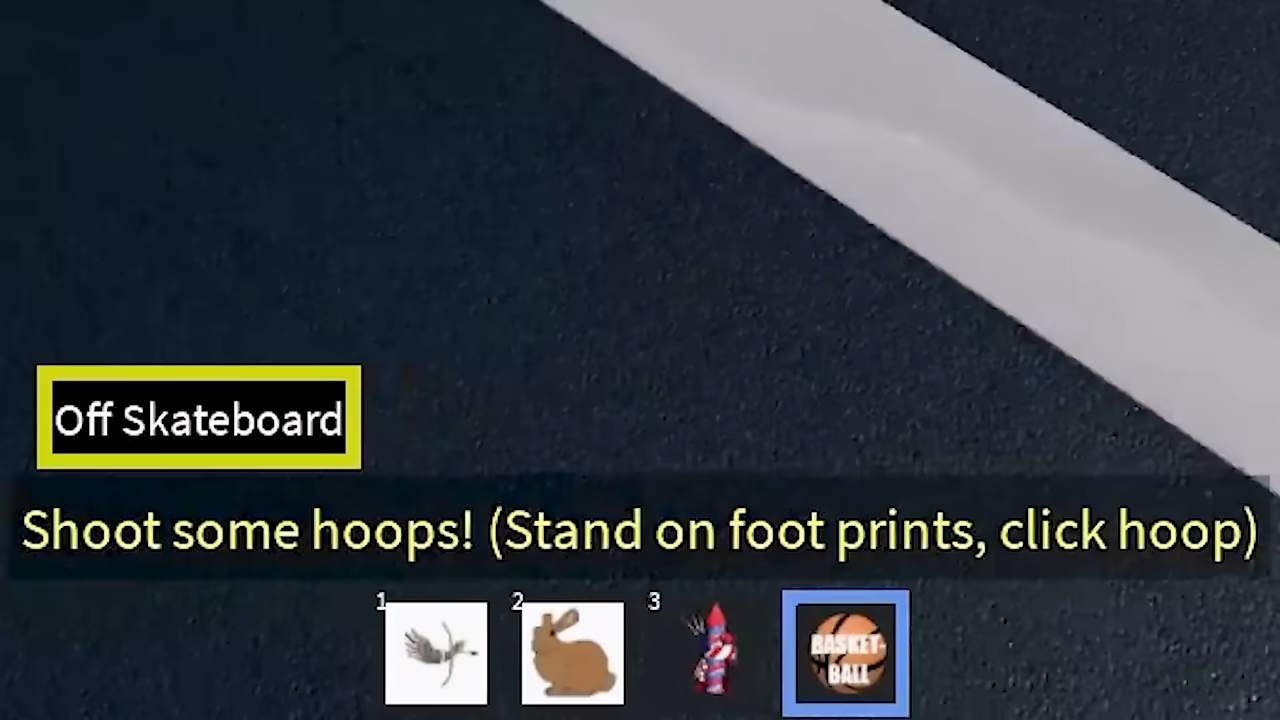 Off Skateboard
Shoot some hoops! (Stand on foot prints, click hoop)
1 2 3
BASKET-
BALL